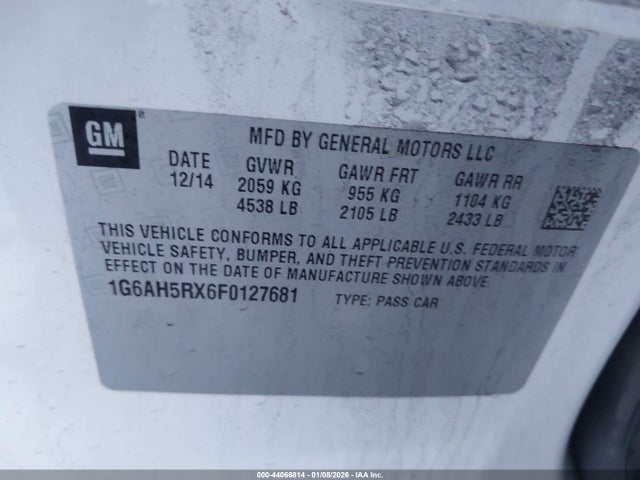 GM ®
MFD BY GENERAL MOTORS LLC
DATE GVWR GAWR FRT GAWR RR
12/14 2059 KG 955 KG 1104 KG
4538 LB 2105 LB 2433 LB
THIS VEHICLE CONFORMS TO ALL APPLICABLE U.S. FEDERAL MOTOR
VEHICLE SAFETY, BUMPER, AND THEFT PREVENTION STANDARDS IN
EFFECT ON THE DATE OF MANUFACTURE SHOWN ABOVE.
1G6AH5RX6F0127681 TYPE: PASS CAR
000-44066814 - 01/08/2026 - IAA Inc.